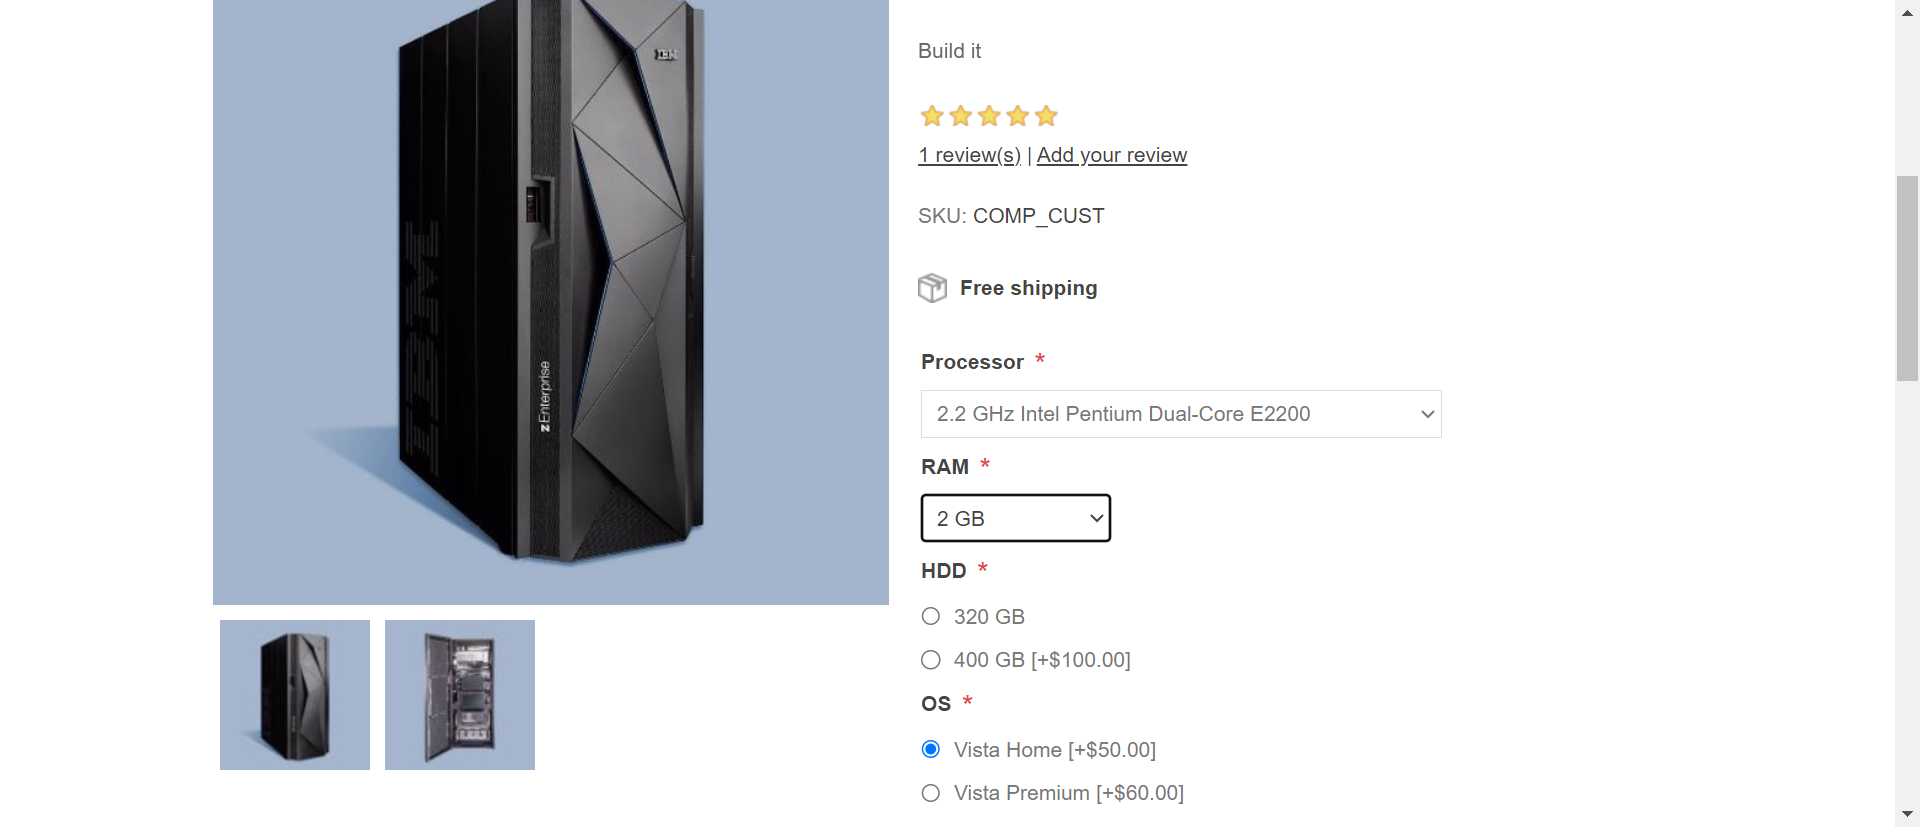 IBM
IBM
zEnterprise
Build it
1 review(s) | Add your review
SKU: COMP_CUST
Free shipping
Processor *
2.2 GHz Intel Pentium Dual-Core E2200
RAM *
2 GB
HDD *
320 GB
400 GB [+$100.00]
OS *
Vista Home [+$50.00]
Vista Premium [+$60.00]